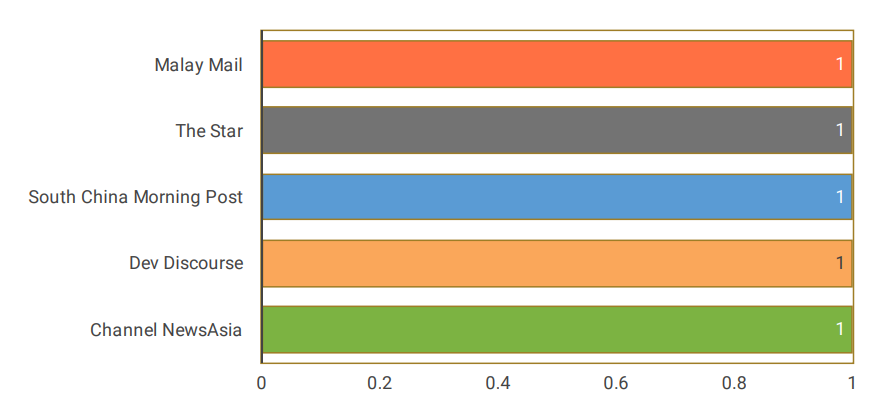 Malay Mail 1
The Star 1
South China Morning Post 1
Dev Discourse 1
Channel NewsAsia 1
0 0.2 0.4 0.6 0.8 1